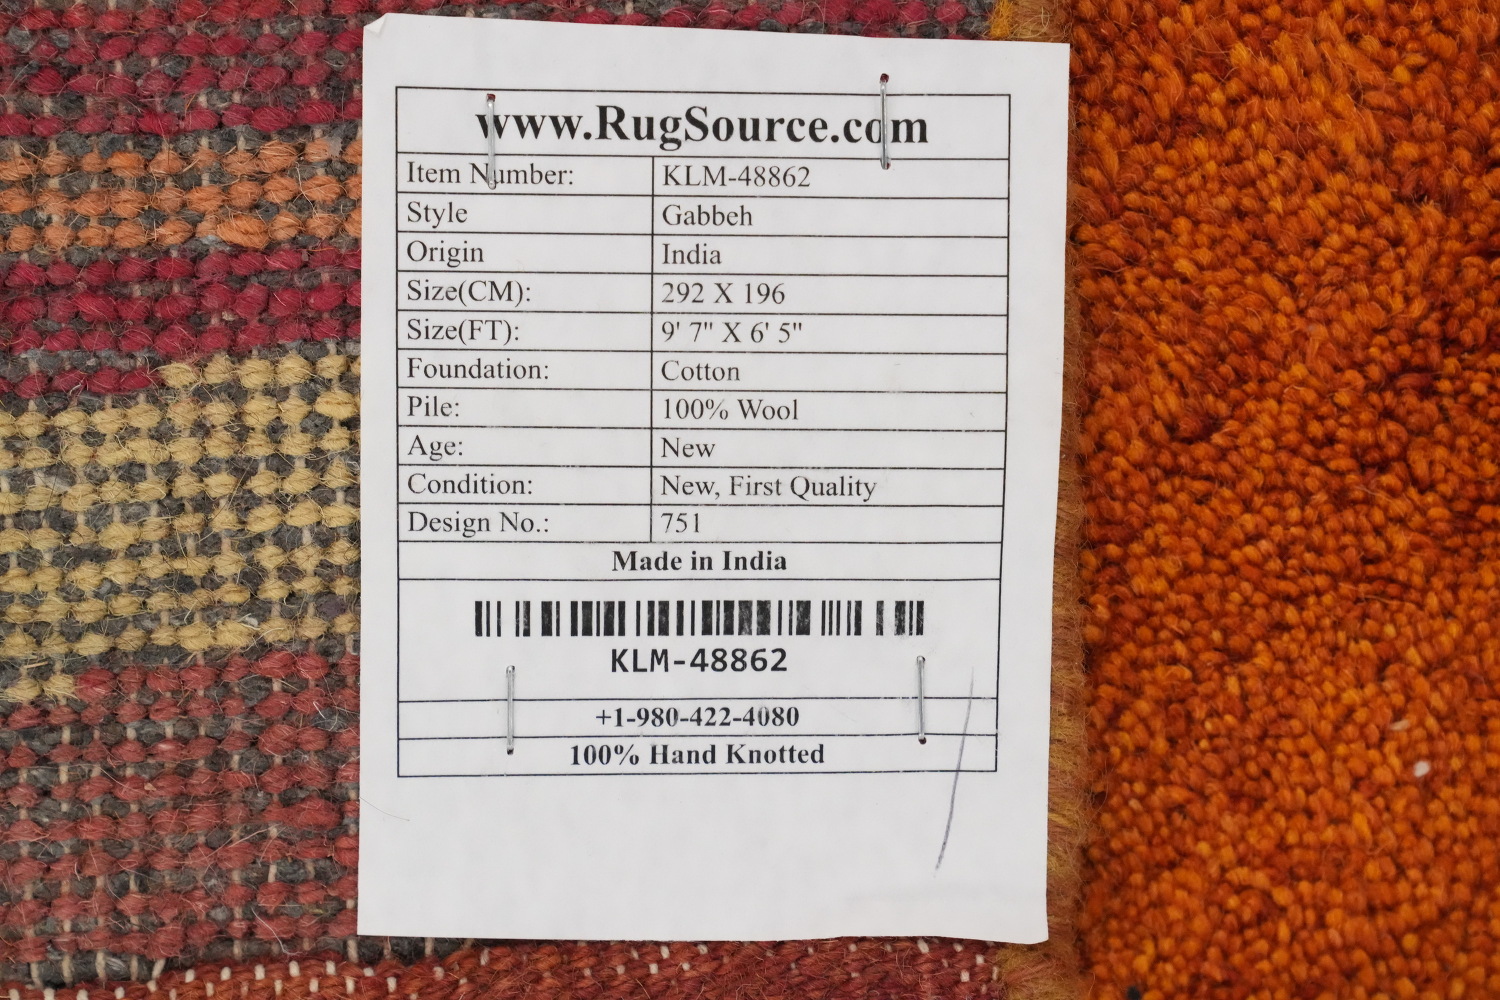 www.RugSource.com
Item Number: KLM-48862
Style Gabbeh
Origin India
Size(CM): 292 X 196
Size(FT): 9' 7" X 6' 5"
Foundation: Cotton
Pile: 100% Wool
Age: New
Condition: New, First Quality
Design No.: 751
Made in India
KLM-48862
+1-980-422-4080
100% Hand Knotted